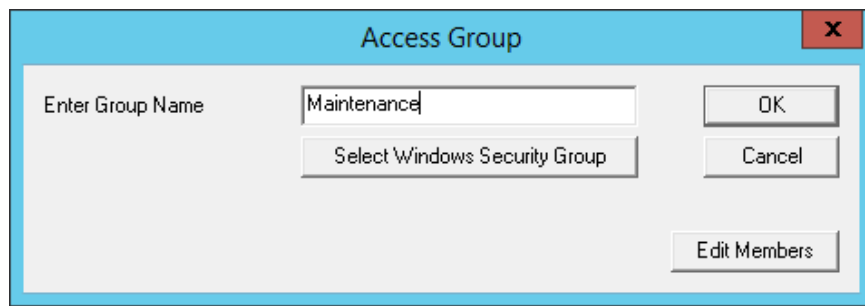 Access Group
x
Enter Group Name Maintenance OK
Select Windows Security Group Cancel
Edit Members